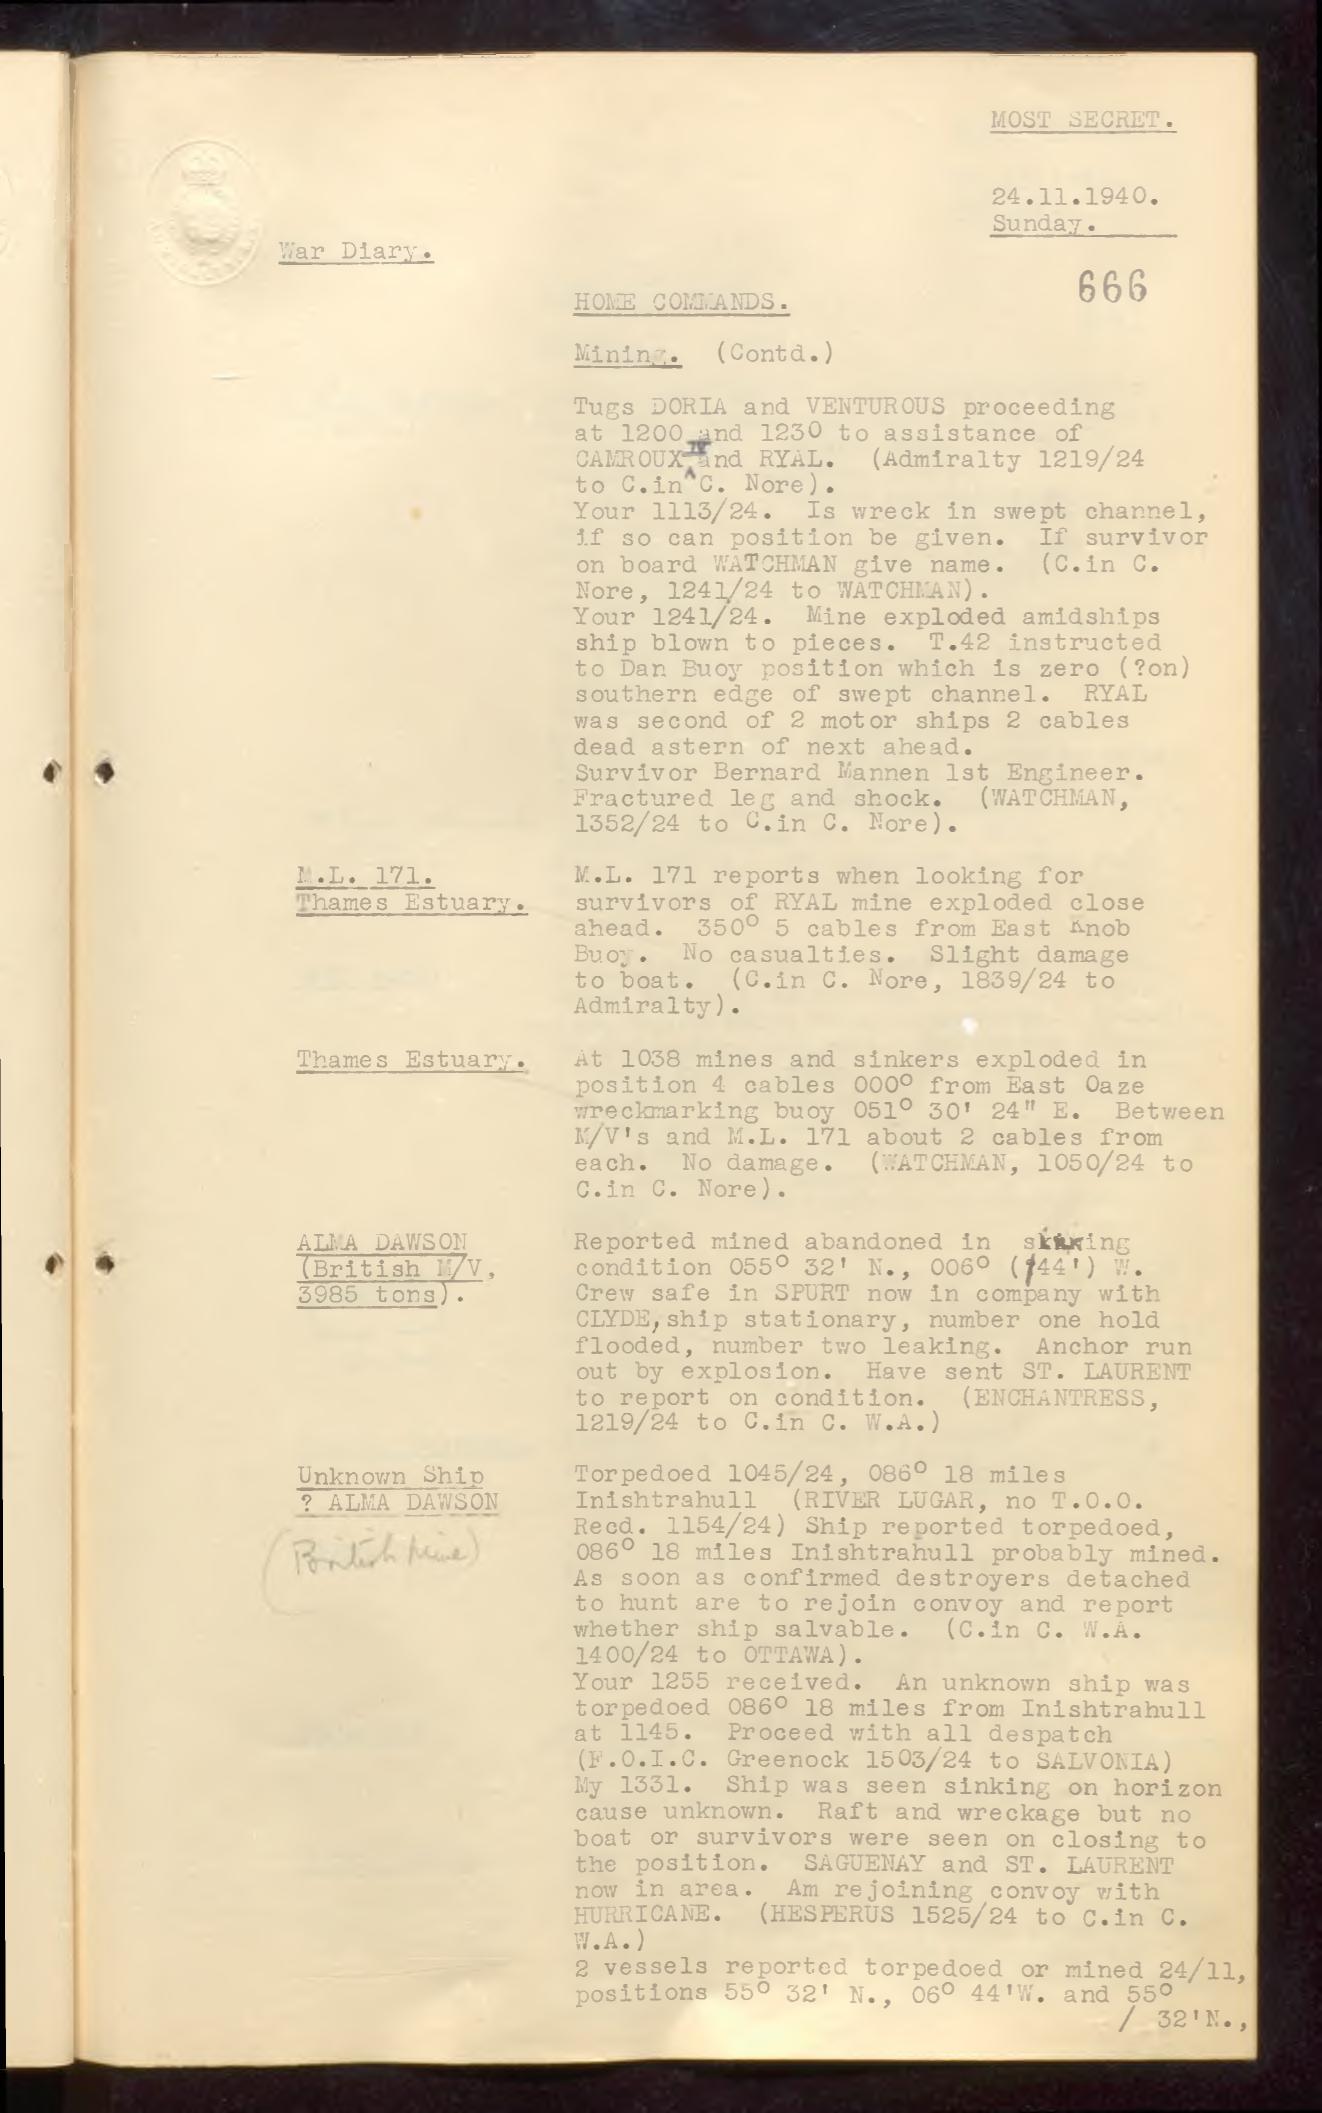 MOST SECRET.
24.11.1940.
Sunday.
War Diary.
666
HOME COMMANDS.
Mining. (Contd.)
Tugs DORIA and VENTUROUS proceeding
at 1200 and 1230 to assistance of
CAMROUX IV and RYAL. (Admiralty 1219/24
to C.in C. Nore).
Your 1113/24. Is wreck in swept channel,
if so can position be given. If survivor
on board WATCHMAN give name. (C.in C.
Nore, 1241/24 to WATCHMAN).
Your 1241/24. Mine exploded amidships
ship blown to pieces. T.42 instructed
to Dan Buoy position which is zero (?on)
southern edge of swept channel. RYAL
was second of 2 motor ships 2 cables
dead astern of next ahead.
Survivor Bernard Mannen 1st Engineer.
Fractured leg and shock. (WATCHMAN,
1352/24 to C.in C. Nore).
M.L. 171.
Thames Estuary.
M.L. 171 reports when looking for
survivors of RYAL mine exploded close
ahead. 350° 5 cables from East Knob
Buoy. No casualties. Slight damage
to boat. (C.in C. Nore, 1839/24 to
Admiralty).
Thames Estuary.
At 1038 mines and sinkers exploded in
position 4 cables 000° from East Oaze
wreckmarking buoy 051° 30' 24" E. Between
M/V's and M.L. 171 about 2 cables from
each. No damage. (WATCHMAN, 1050/24 to
C.in C. Nore).
ALMA DAWSON
(British M/V,
3985 tons).
Reported mined abandoned in sinking
condition 055° 32' N., 006° (44') W.
Crew safe in SPURT now in company with
CLYDE, ship stationary, number one hold
flooded, number two leaking. Anchor run
out by explosion. Have sent ST. LAURENT
to report on condition. (ENCHANTRESS,
1219/24 to C.in C. W.A.)
Unknown Ship
? ALMA DAWSON
(British mine)
Torpedoed 1045/24, 086° 18 miles
Inishtrahull (RIVER LUGAR, no T.O.O.
Recd. 1154/24) Ship reported torpedoed,
086° 18 miles Inishtrahull probably mined.
As soon as confirmed destroyers detached
to hunt are to rejoin convoy and report
whether ship salvable. (C.in C. W.A.
1400/24 to OTTAWA).
Your 1255 received. An unknown ship was
torpedoed 086° 18 miles from Inishtrahull
at 1145. Proceed with all despatch
(F.O.I.C. Greenock 1503/24 to SALVONIA)
My 1331. Ship was seen sinking on horizon
cause unknown. Raft and wreckage but no
boat or survivors were seen on closing to
the position. SAGUENAY and ST. LAURENT
now in area. Am rejoining convoy with
HURRICANE. (HESPERUS 1525/24 to C.in C.
W.A.)
2 vessels reported torpedoed or mined 24/11,
positions 55° 32' N., 06° 44'W. and 55°
/ 32'N.,